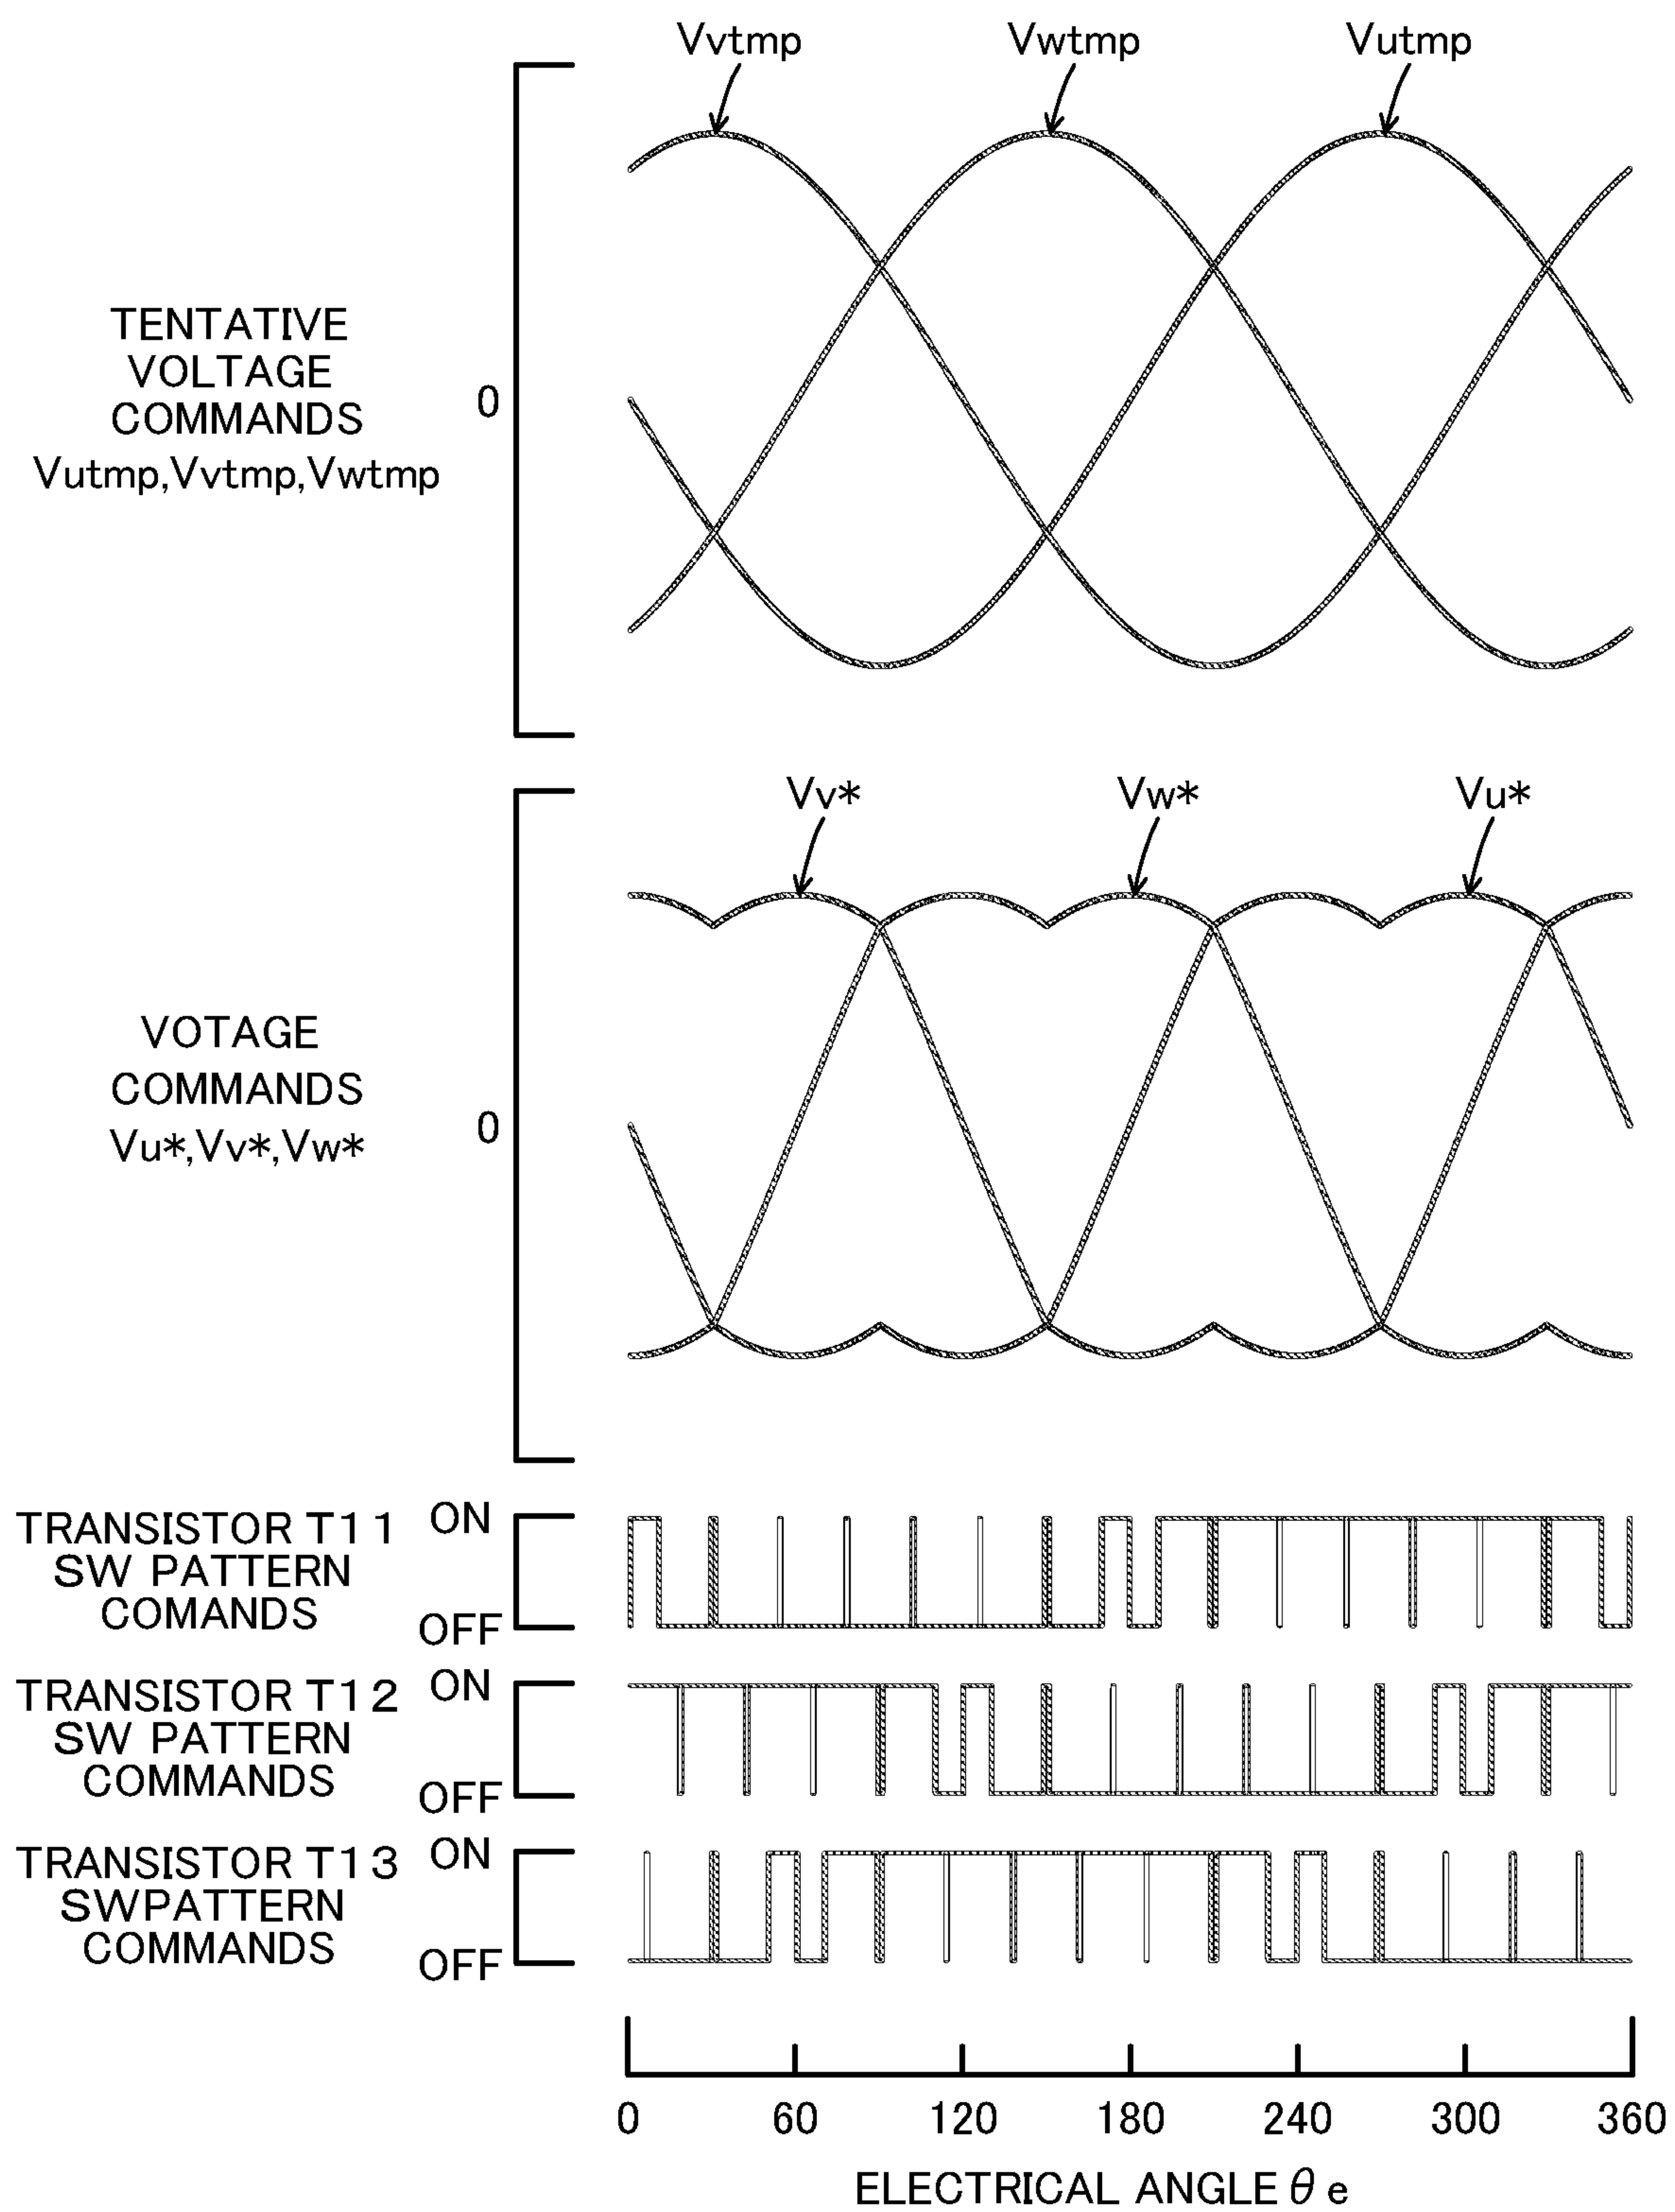 Vvtmp Vwtmp Vutmp
TENTATIVE
VOLTAGE
COMMANDS
Vutmp,Vvtmp,Vwtmp
0
Vv* Vw* Vu*
VOTAGE
COMMANDS
Vu*,Vv*,Vw*
0
TRANSISTOR T11
SW PATTERN
COMANDS
ON
OFF
TRANSISTOR T12
SW PATTERN
COMMANDS
ON
OFF
TRANSISTOR T13
SWPATTERN
COMMANDS
ON
OFF
0 60 120 180 240 300 360
ELECTRICAL ANGLE θ e